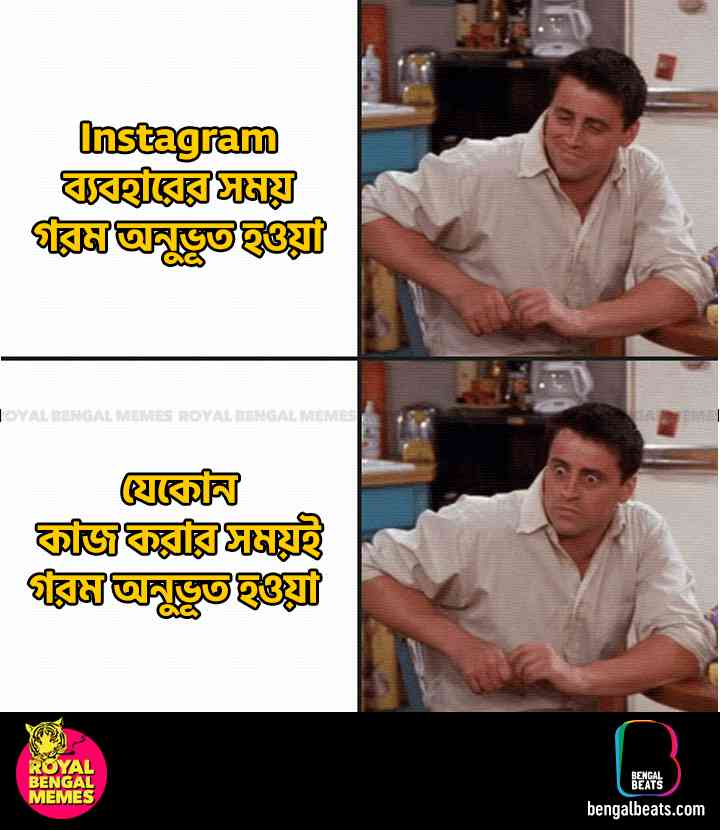 Instagram
ব্যবহারের সময়
গরম অনুভূত হওয়া
OYAL BENGAL MEMES ROYAL BENGAL MEMES
যেকোন
কাজ করার সময়ই
গরম অনুভূত হওয়া
ROYAL
BENGAL
MEMES
BENGAL
BEATS
bengalbeats.com